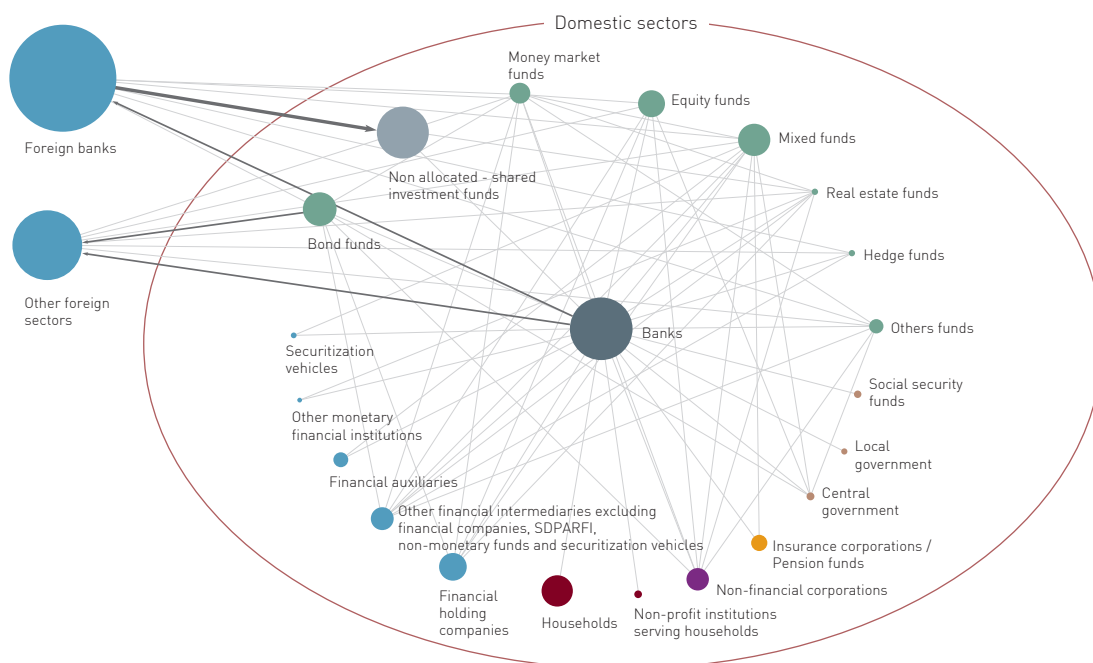 Domestic sectors
Money market
funds
Equity funds
Mixed funds
Foreign banks
Non allocated - shared
investment funds
Real estate funds
Bond funds
Hedge funds
Other foreign
sectors
Banks
Others funds
Securitization
vehicles
Social security
funds
Other monetary
financial institutions
Local
government
Financial auxiliaries
Central
government
Other financial intermediaries excluding
financial companies, SDPARFI,
non-monetary funds and securitization vehicles
Insurance corporations /
Pension funds
Non-financial corporations
Financial
holding
companies
Households
Non-profit institutions
serving households